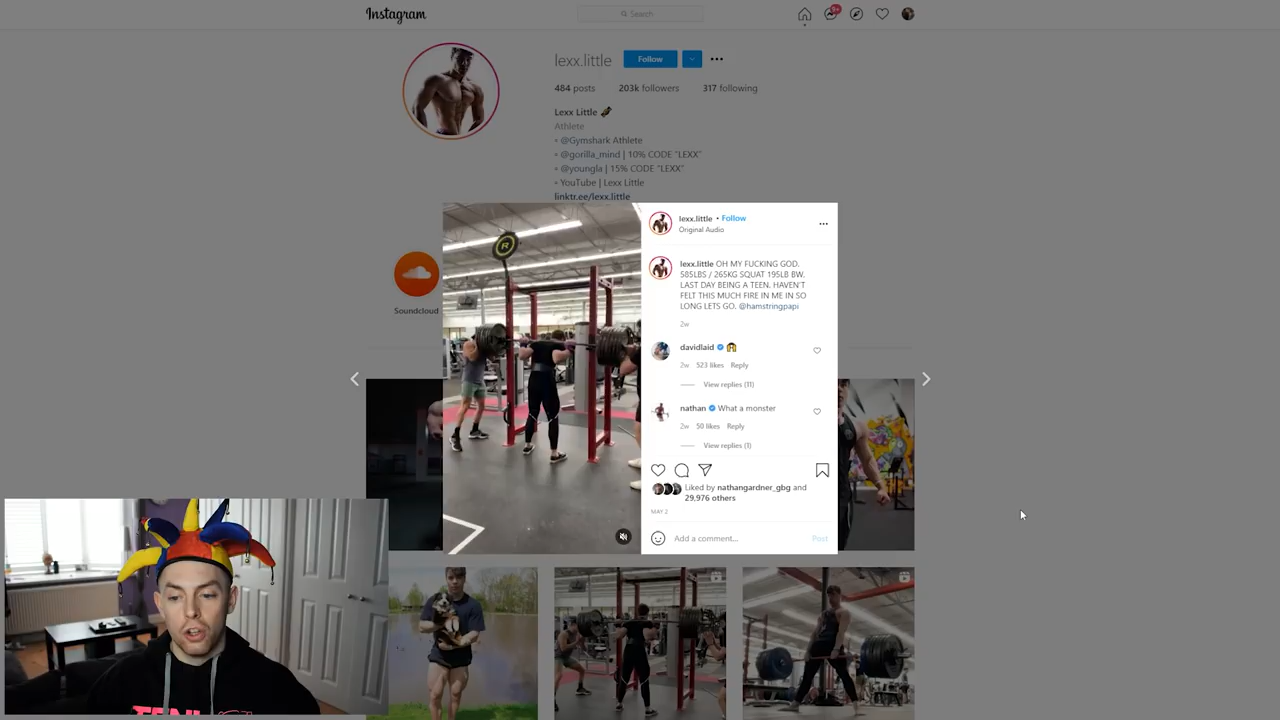 Instagram
Search
9+
lexx.little
Follow
484 posts
203k followers
317 following
Lexx Little
Athlete
◦ @Gymshark Athlete
◦ @gorilla_mind | 10% CODE "LEXX"
◦ @youngla | 15% CODE "LEXX"
◦ YouTube | Lexx Little
linktr.ee/lexx.little
Soundcloud
R
lexx.little • Follow
Original Audio
lexx.little OH MY FUCKING GOD.
585LBS / 265KG SQUAT 195LB BW.
LAST DAY BEING A TEEN. HAVEN'T
FELT THIS MUCH FIRE IN ME IN SO
LONG LETS GO. @hamstringpapi
2w
davidlaid
2w 523 likes Reply
View replies (11)
nathan What a monster
2w 50 likes Reply
View replies (1)
Liked by nathangardner_gbg and
29,976 others
MAY 2
Add a comment...
Post